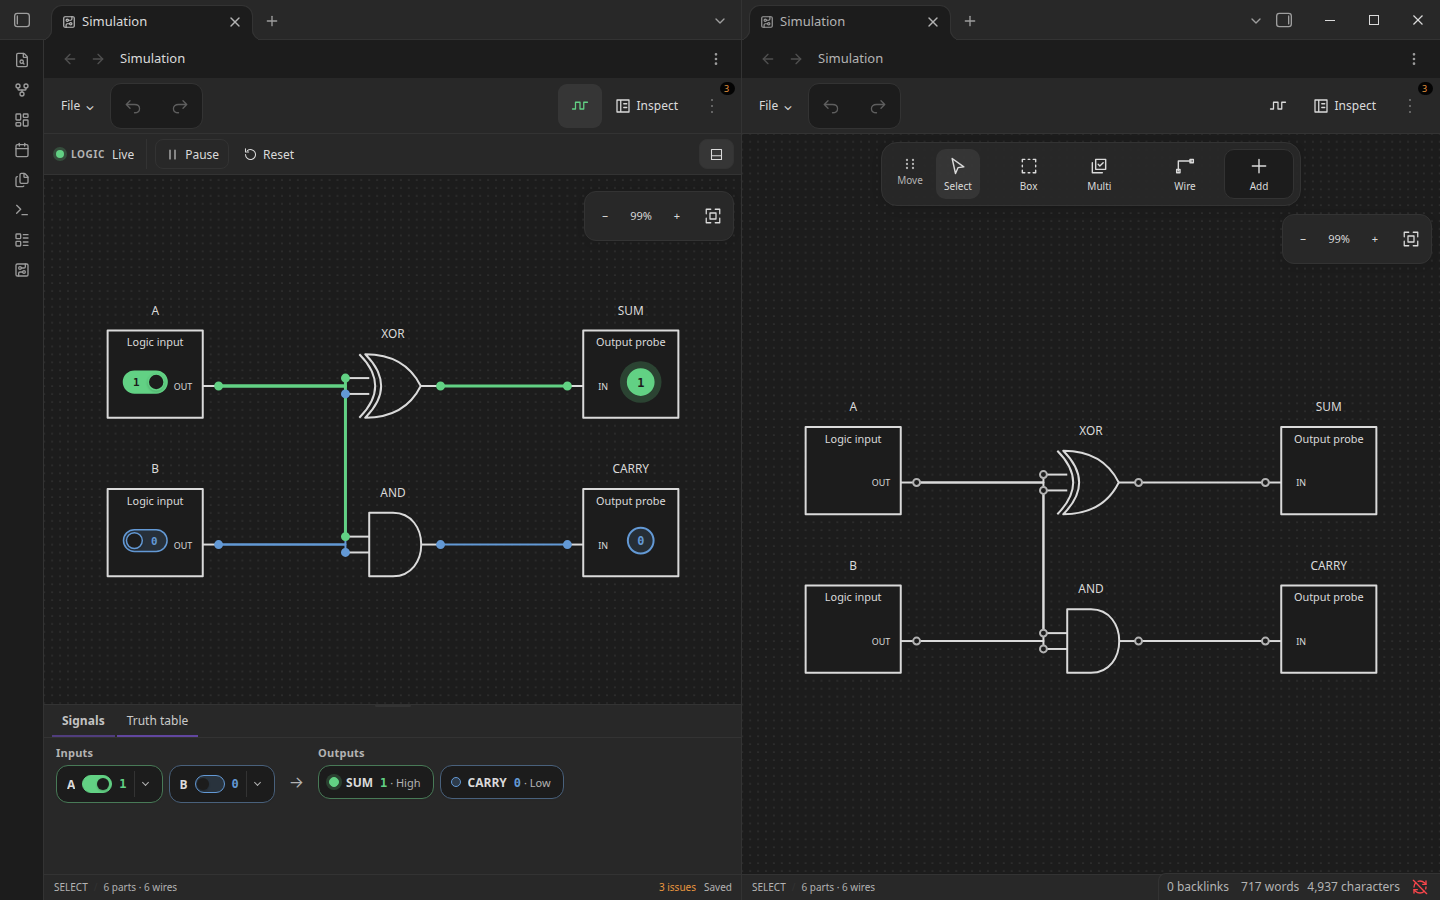 Simulation
Simulation
File
Inspect
3
LOGIC Live
Pause
Reset
− 99% +
A
Logic input
1
OUT
XOR
SUM
Output probe
IN
1
B
Logic input
0
OUT
AND
CARRY
Output probe
IN
0
Signals
Truth table
Inputs
Outputs
A 1
B 0
→
SUM 1 · High
CARRY 0 · Low
SELECT / 6 parts · 6 wires
3 issues Saved
Simulation
Simulation
File
Inspect
3
Move
Select
Box
Multi
Wire
Add
− 99% +
A
Logic input
OUT
XOR
SUM
Output probe
IN
B
Logic input
OUT
AND
CARRY
Output probe
IN
SELECT / 6 parts · 6 wires
0 backlinks 717 words 4,937 characters